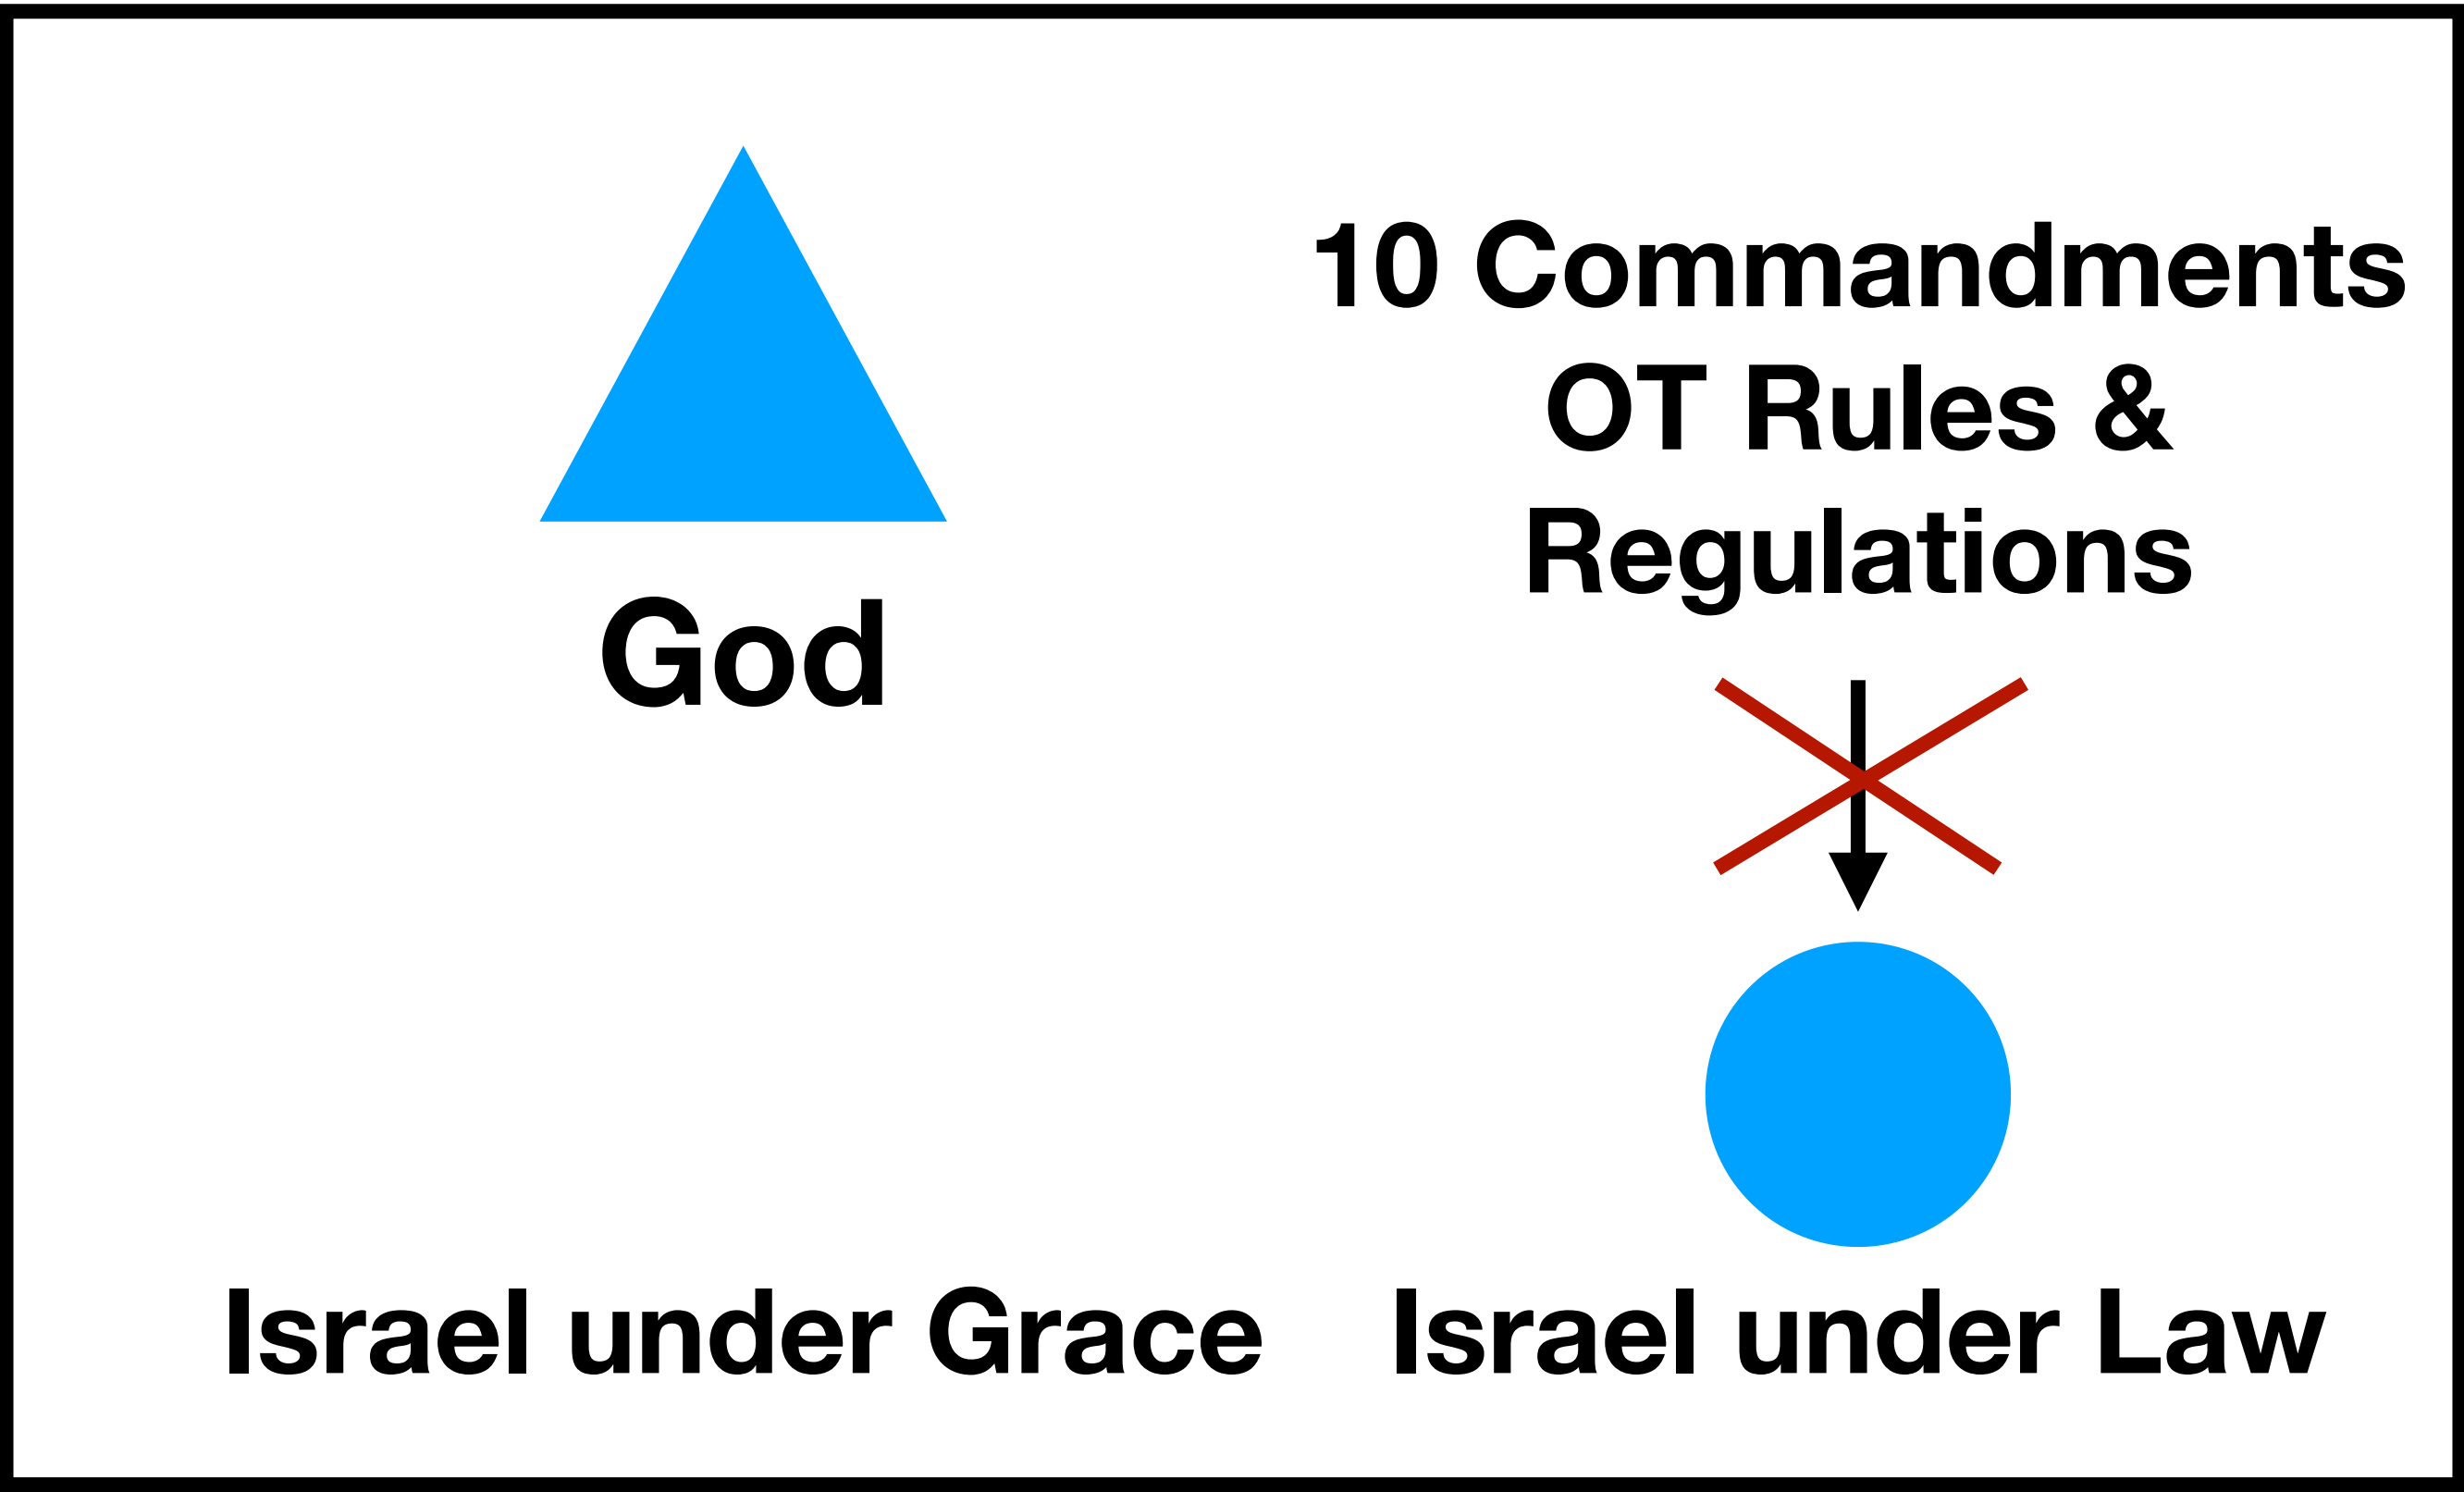 God
10 Commandments
OT Rules &
Regulations
Israel under Grace
Israel under Law